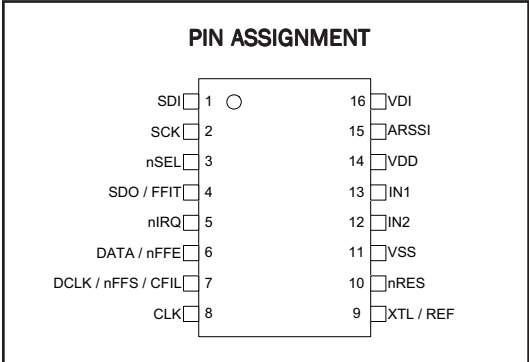 PIN ASSIGNMENT
SDI 1 16 VDI
SCK 2 15 ARSSI
nSEL 3 14 VDD
SDO / FFIT 4 13 IN1
nIRQ 5 12 IN2
DATA / nFFE 6 11 VSS
DCLK / nFFS / CFIL 7 10 nRES
CLK 8 9 XTL / REF